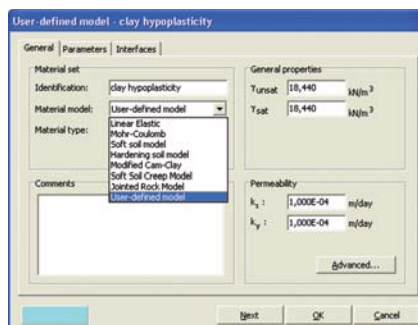 User-defined model - clay hypoplasticity
General Parameters Interfaces
Material set
Identification: clay hypoplasticity
Material model: User-defined model
Material type:
Linear Elastic
Mohr-Coulomb
Soft soil model
Hardening soil model
Modified Cam-Clay
Soft Soil Creep Model
Jointed Rock Model
User-defined model
Comments
General properties
γunsat 18,440 kN/m³
γsat 18,440 kN/m³
Permeability
kx : 1,000E-04 m/day
ky : 1,000E-04 m/day
Advanced...
Next OK Cancel